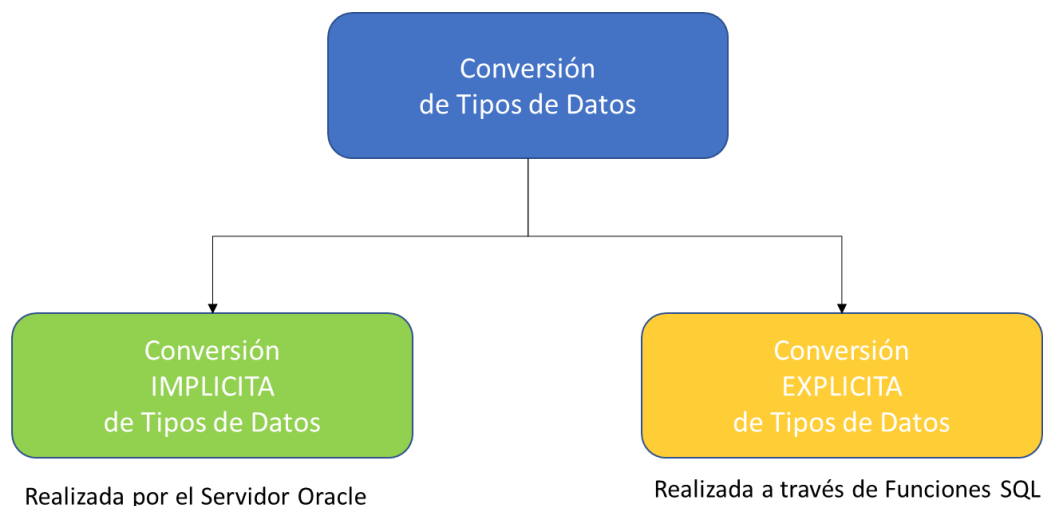 Conversión
de Tipos de Datos
Conversión
IMPLICITA
de Tipos de Datos
Conversión
EXPLICITA
de Tipos de Datos
Realizada por el Servidor Oracle
Realizada a través de Funciones SQL